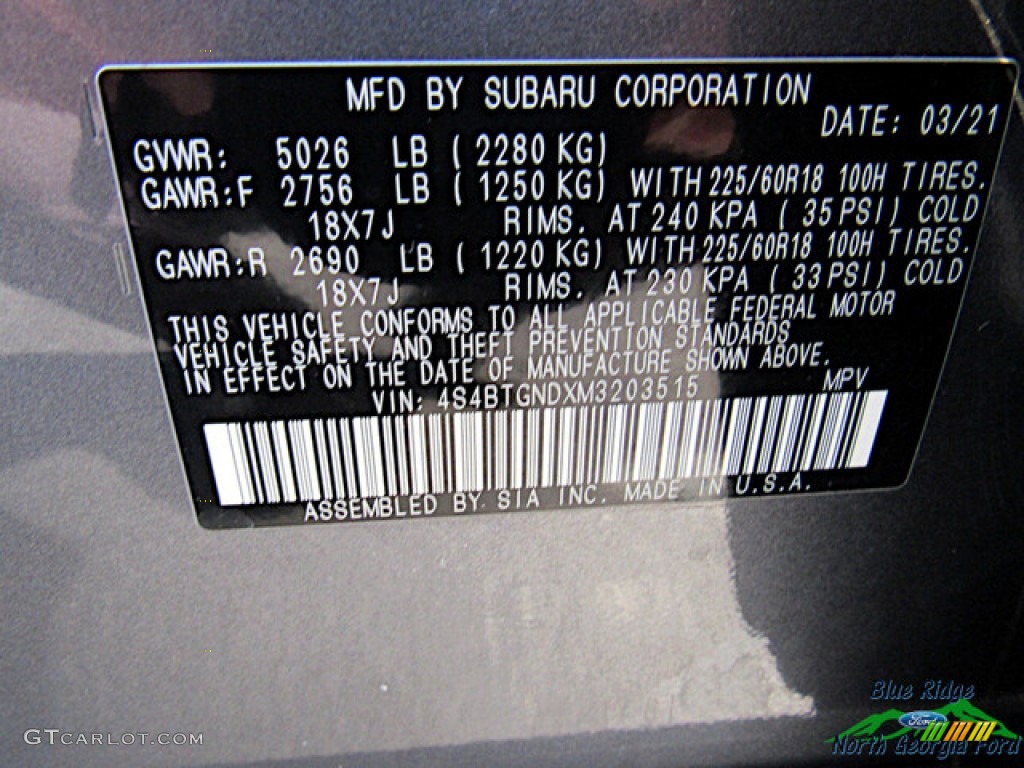 MFD BY SUBARU CORPORATION
DATE: 03/21
GVWR: 5026 LB ( 2280 KG)
GAWR:F 2756 LB ( 1250 KG) WITH 225/60R18 100H TIRES.
18X7J RIMS. AT 240 KPA ( 35 PSI) COLD
GAWR:R 2690 LB ( 1220 KG) WITH 225/60R18 100H TIRES.
18X7J RIMS. AT 230 KPA ( 33 PSI) COLD
THIS VEHICLE CONFORMS TO ALL APPLICABLE FEDERAL MOTOR
VEHICLE SAFETY AND THEFT PREVENTION STANDARDS
IN EFFECT ON THE DATE OF MANUFACTURE SHOWN ABOVE.
VIN: 4S4BTGNDXM3203515 MPV
ASSEMBLED BY SIA INC. MADE IN U.S.A.
Blue Ridge
Ford
North Georgia Ford
GTCARLOT.COM